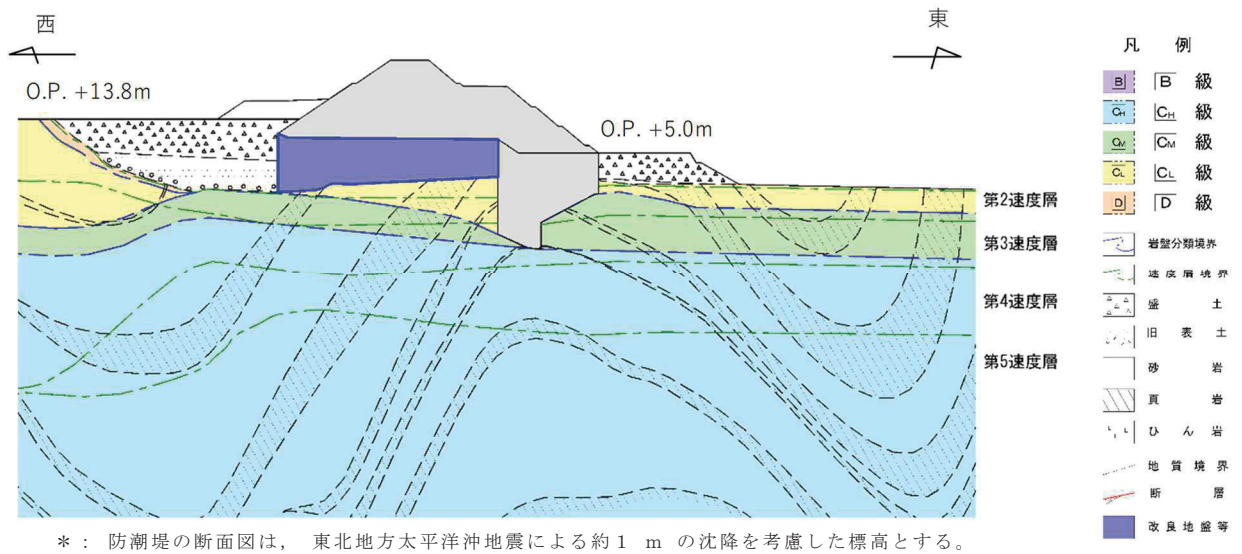 西
東
O.P. +13.8m
O.P. +5.0m
第2速度層
第3速度層
第4速度層
第5速度層
凡 例
B B 級
CH CH 級
CM CM 級
CL CL 級
D D 級
岩盤分類境界
速度層境界
盛 土
旧 表 土
砂 岩
頁 岩
ひ ん 岩
地 質 境 界
断 層
改 良 地 盤 等
＊： 防潮堤の断面図は， 東北地方太平洋沖地震による約１ m の沈降を考慮した標高とする。